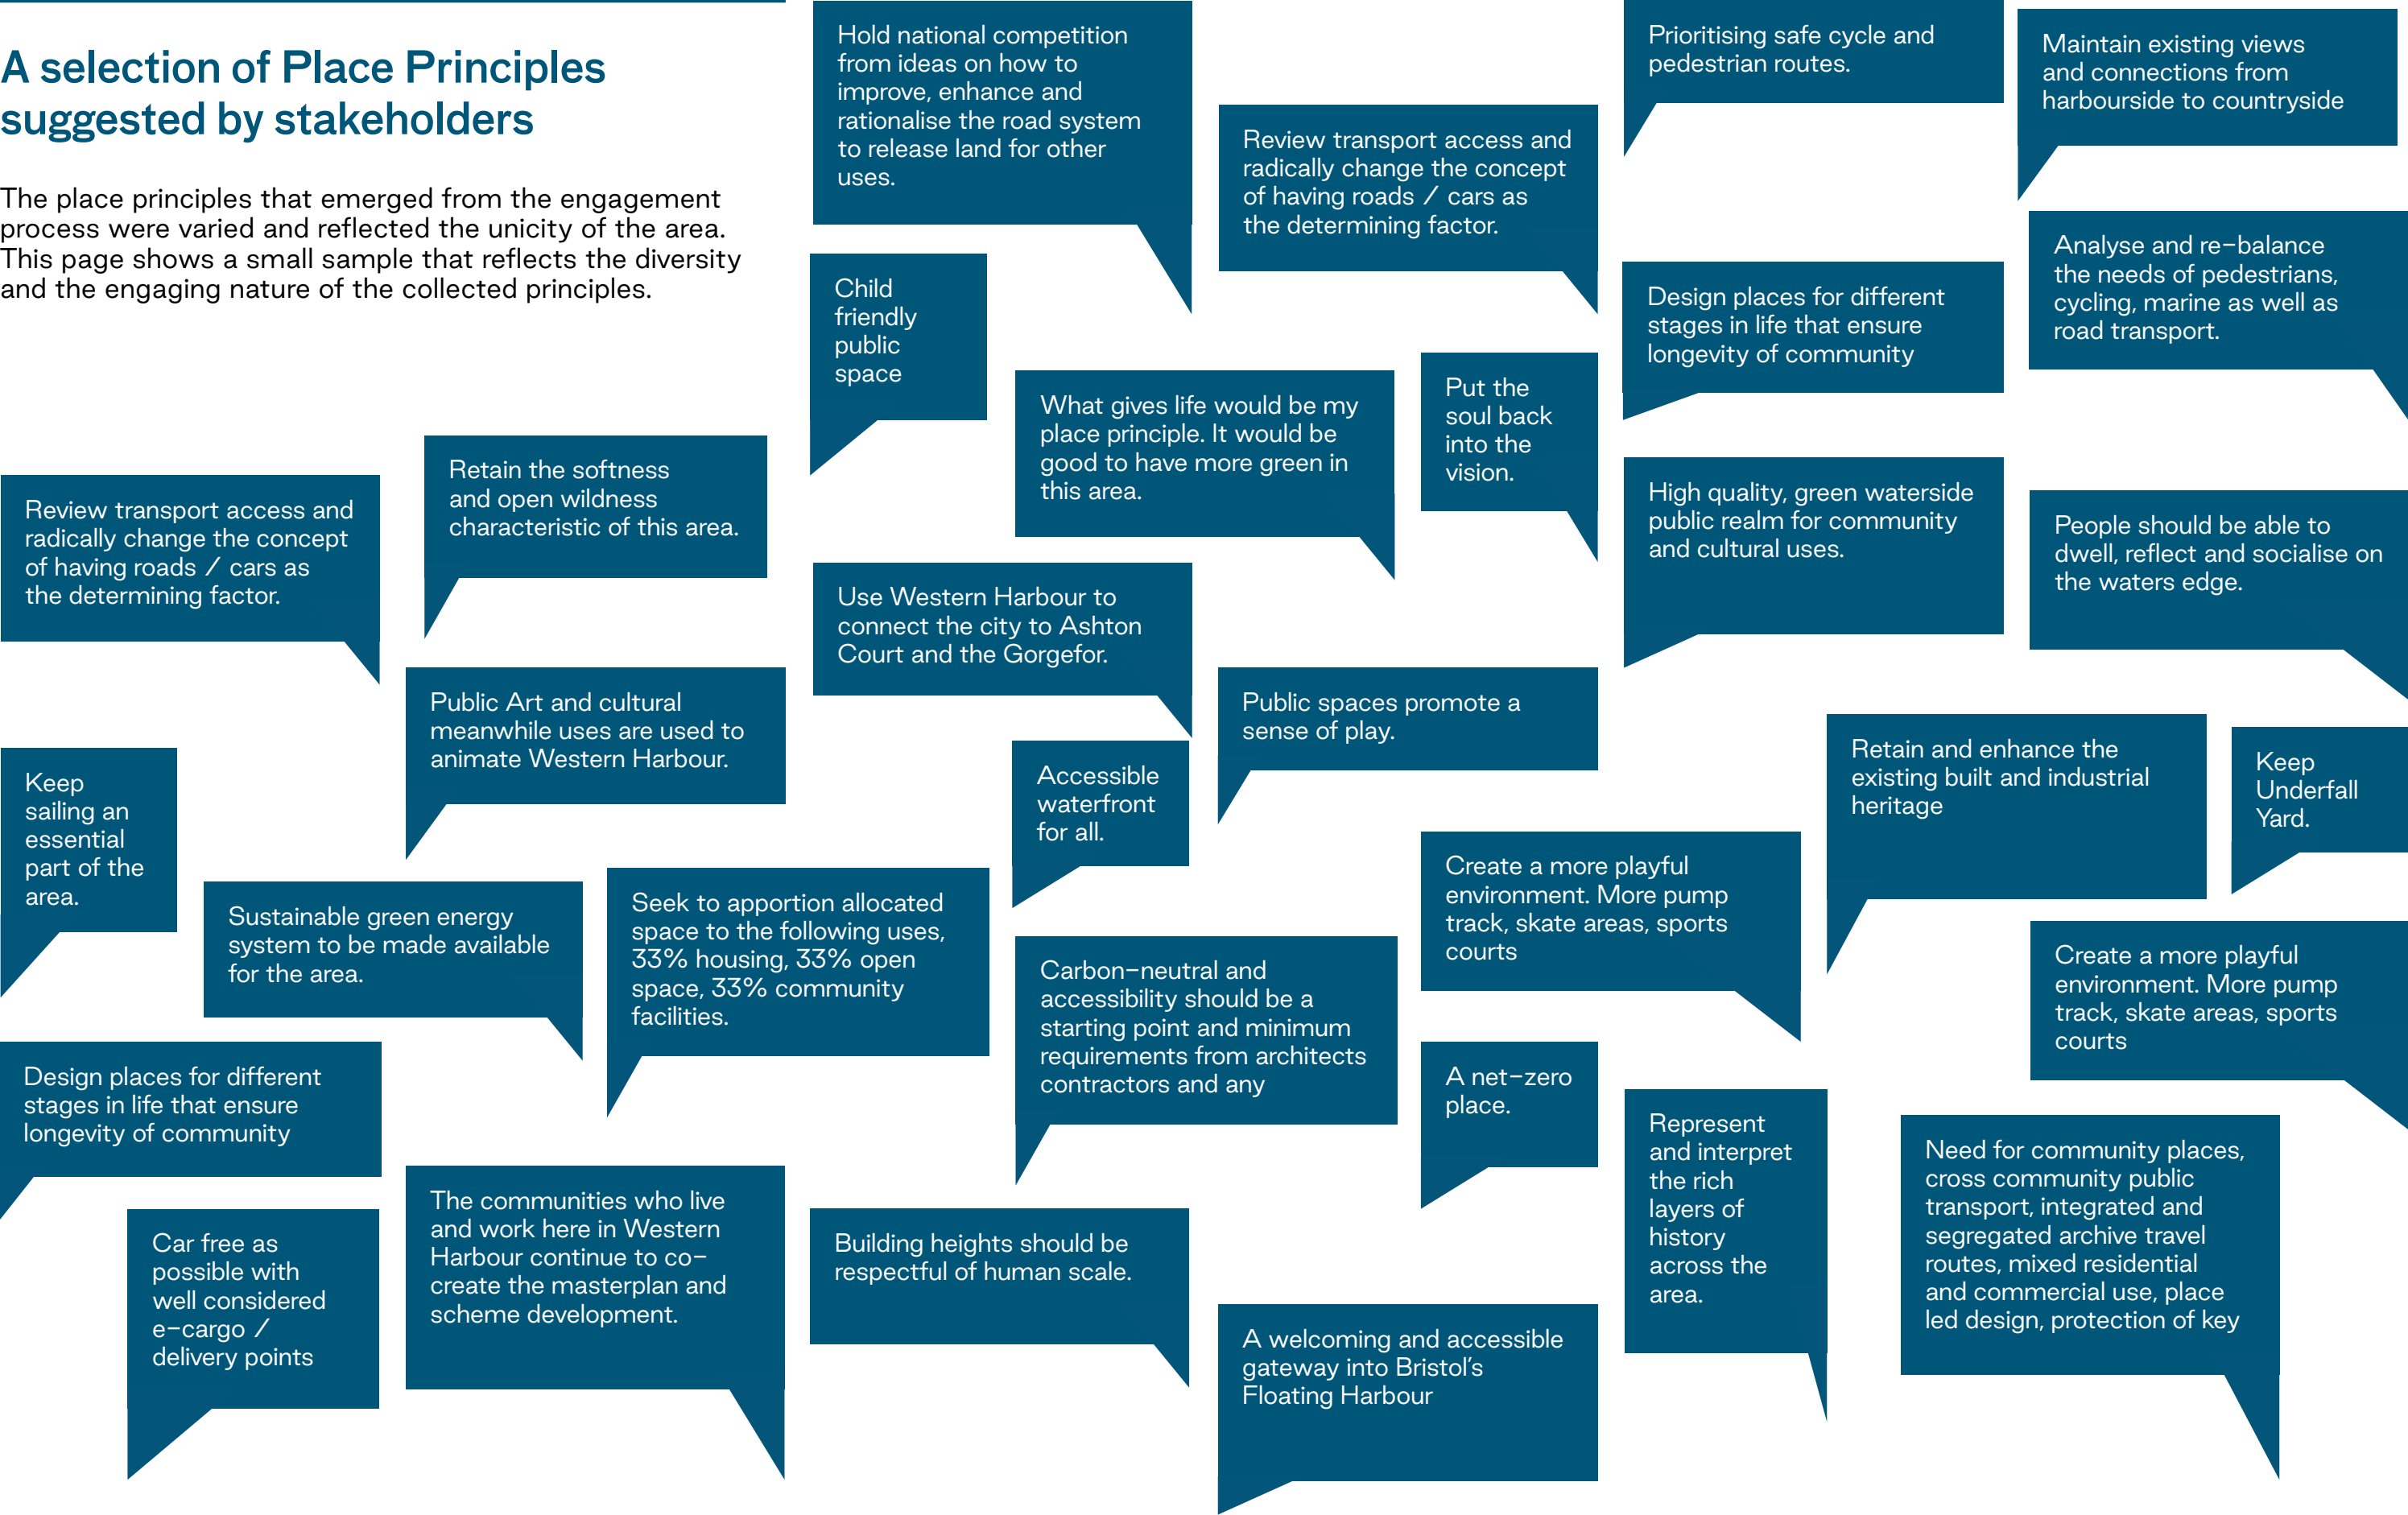 A selection of Place Principles
suggested by stakeholders
The place principles that emerged from the engagement
process were varied and reflected the unicity of the area.
This page shows a small sample that reflects the diversity
and the engaging nature of the collected principles.
Hold national competition
from ideas on how to
improve, enhance and
rationalise the road system
to release land for other
uses.
Review transport access and
radically change the concept
of having roads / cars as
the determining factor.
Prioritising safe cycle and
pedestrian routes.
Maintain existing views
and connections from
harbourside to countryside
Analyse and re-balance
the needs of pedestrians,
cycling, marine as well as
road transport.
Child
friendly
public
space
Design places for different
stages in life that ensure
longevity of community
What gives life would be my
place principle. It would be
good to have more green in
this area.
Put the
soul back
into the
vision.
Retain the softness
and open wildness
characteristic of this area.
Review transport access and
radically change the concept
of having roads / cars as
the determining factor.
High quality, green waterside
public realm for community
and cultural uses.
People should be able to
dwell, reflect and socialise on
the waters edge.
Use Western Harbour to
connect the city to Ashton
Court and the Gorgefor.
Public Art and cultural
meanwhile uses are used to
animate Western Harbour.
Public spaces promote a
sense of play.
Keep
sailing an
essential
part of the
area.
Accessible
waterfront
for all.
Retain and enhance the
existing built and industrial
heritage
Keep
Underfall
Yard.
Sustainable green energy
system to be made available
for the area.
Seek to apportion allocated
space to the following uses,
33% housing, 33% open
space, 33% community
facilities.
Create a more playful
environment. More pump
track, skate areas, sports
courts
Carbon-neutral and
accessibility should be a
starting point and minimum
requirements from architects
contractors and any
Create a more playful
environment. More pump
track, skate areas, sports
courts
Design places for different
stages in life that ensure
longevity of community
A net-zero
place.
Represent
and interpret
the rich
layers of
history
across the
area.
Need for community places,
cross community public
transport, integrated and
segregated archive travel
routes, mixed residential
and commercial use, place
led design, protection of key
Car free as
possible with
well considered
e-cargo /
delivery points
The communities who live
and work here in Western
Harbour continue to co-
create the masterplan and
scheme development.
Building heights should be
respectful of human scale.
A welcoming and accessible
gateway into Bristol's
Floating Harbour